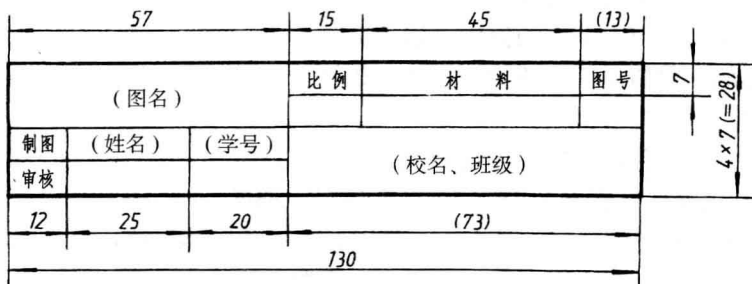 57 15 45 (13)
比例 材料 图号 7
(图名)
4×7(=28)
制图 (姓名) (学号)
(校名、班级)
审核
12 25 20 (73)
130